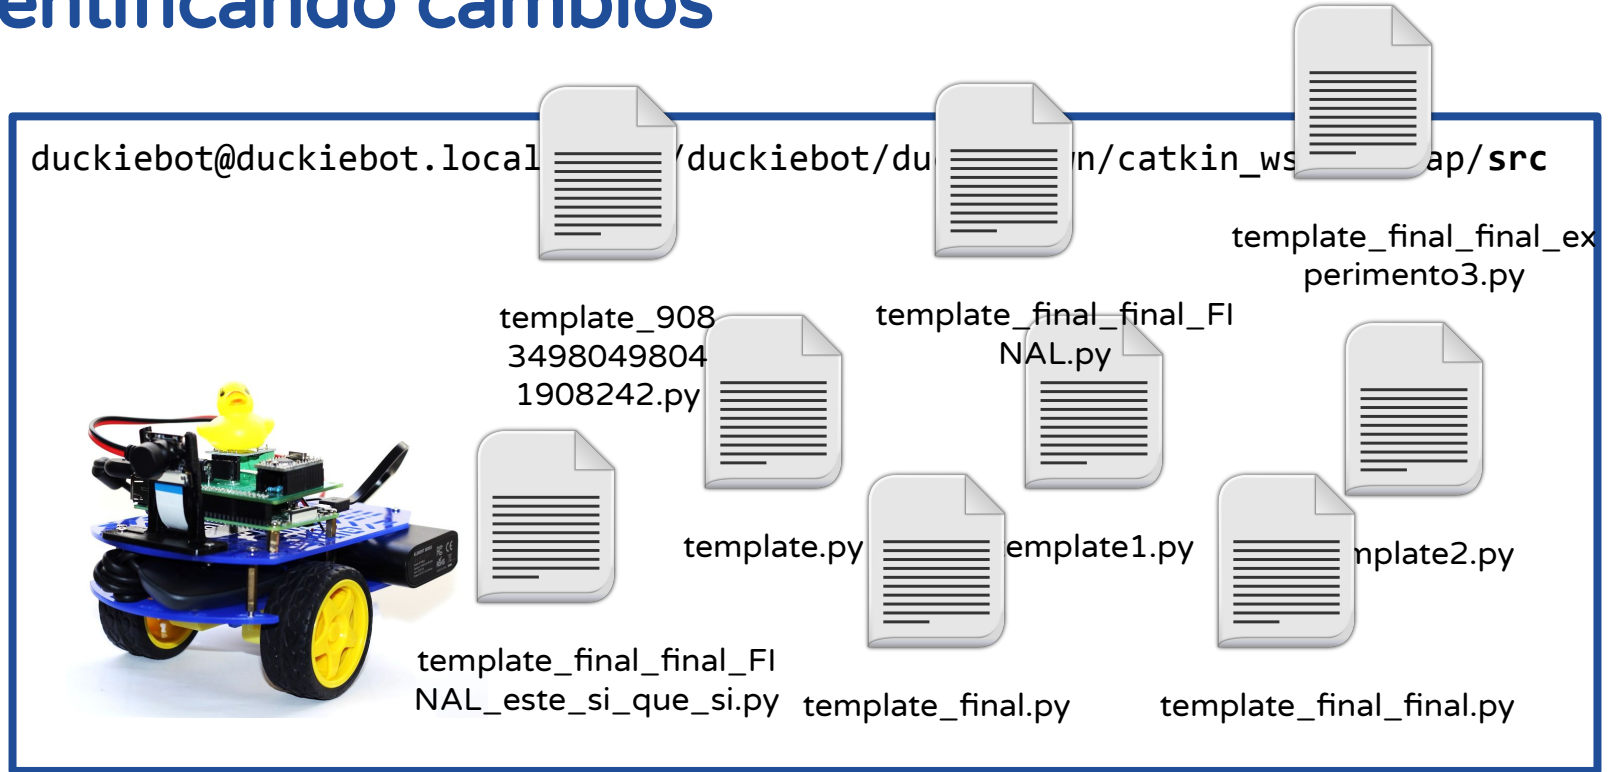 entificando cambios
duckiebot@duckiebot.local /duckiebot/du n/catkin_ws ap/src
template_final_final_ex
perimento3.py
template_908
3498049804
1908242.py
template_final_final_FI
NAL.py
template.py
emplate1.py
mplate2.py
template_final_final_FI
NAL_este_si_que_si.py
template_final.py
template_final_final.py